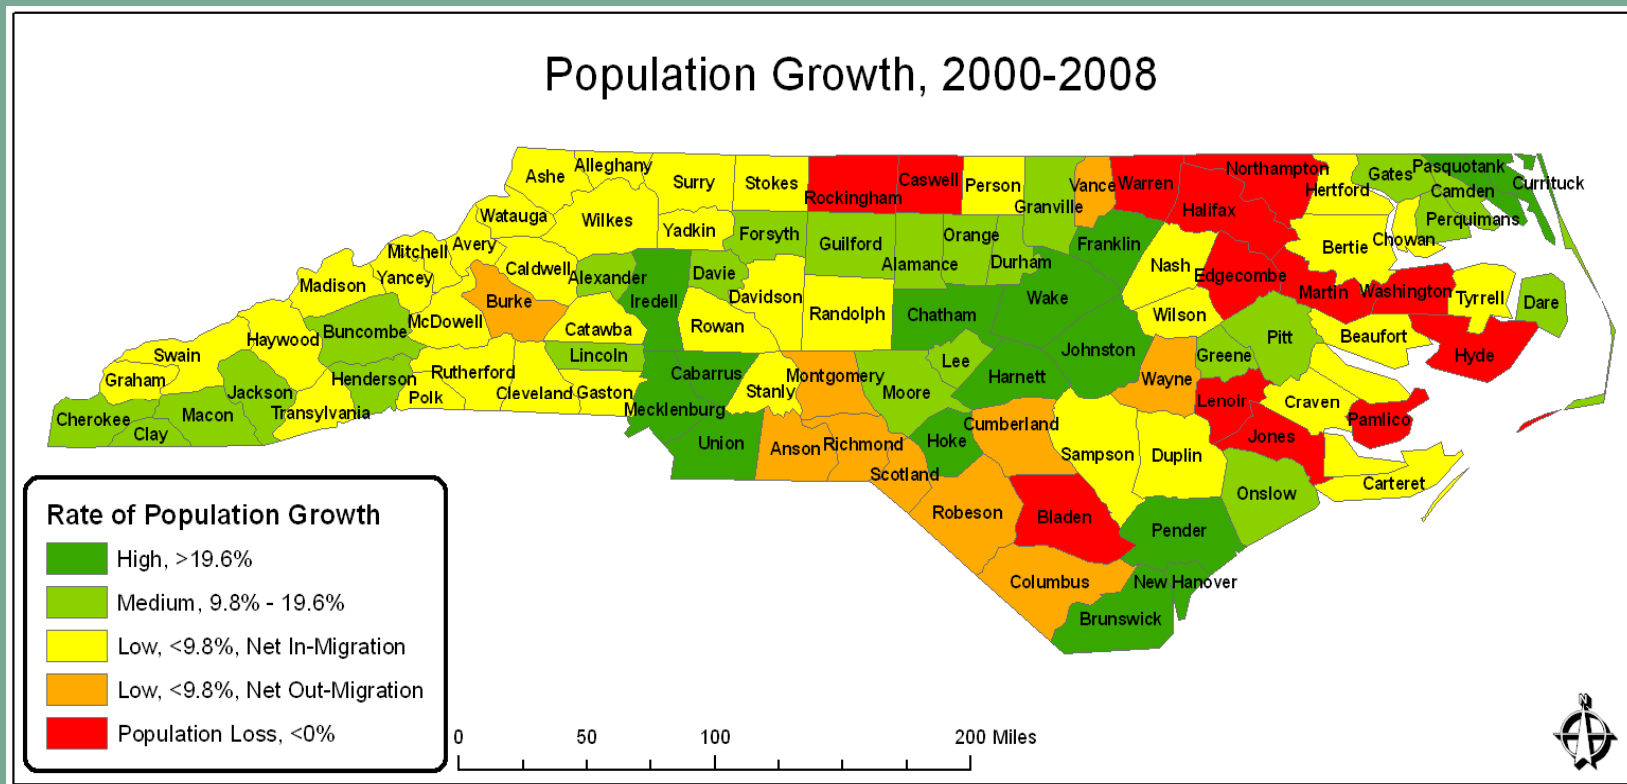 Population Growth, 2000-2008
Ashe
Alleghany
Surry
Stokes
Rockingham
Caswell
Person
Granville
Vance
Warren
Northampton
Halifax
Hertford
Gates
Pasquotank
Camden
Currituck
Perquimans
Chowan
Bertie
Watauga
Wilkes
Yadkin
Forsyth
Guilford
Alamance
Orange
Durham
Franklin
Nash
Edgecombe
Martin
Washington
Tyrrell
Dare
Mitchell
Avery
Yancey
Madison
Caldwell
Alexander
Iredell
Davie
Davidson
Randolph
Chatham
Wake
Wilson
Pitt
Beaufort
Hyde
Burke
McDowell
Buncombe
Haywood
Swain
Graham
Catawba
Rowan
Lincoln
Cabarrus
Stanly
Montgomery
Moore
Lee
Harnett
Johnston
Wayne
Greene
Lenoir
Craven
Pamlico
Jones
Cherokee
Clay
Macon
Jackson
Transylvania
Henderson
Polk
Rutherford
Cleveland
Gaston
Mecklenburg
Union
Anson
Richmond
Scotland
Hoke
Cumberland
Sampson
Duplin
Onslow
Carteret
Robeson
Bladen
Pender
Columbus
New Hanover
Brunswick
Rate of Population Growth
High, >19.6%
Medium, 9.8% - 19.6%
Low, <9.8%, Net In-Migration
Low, <9.8%, Net Out-Migration
Population Loss, <0%
0 50 100 200 Miles
N